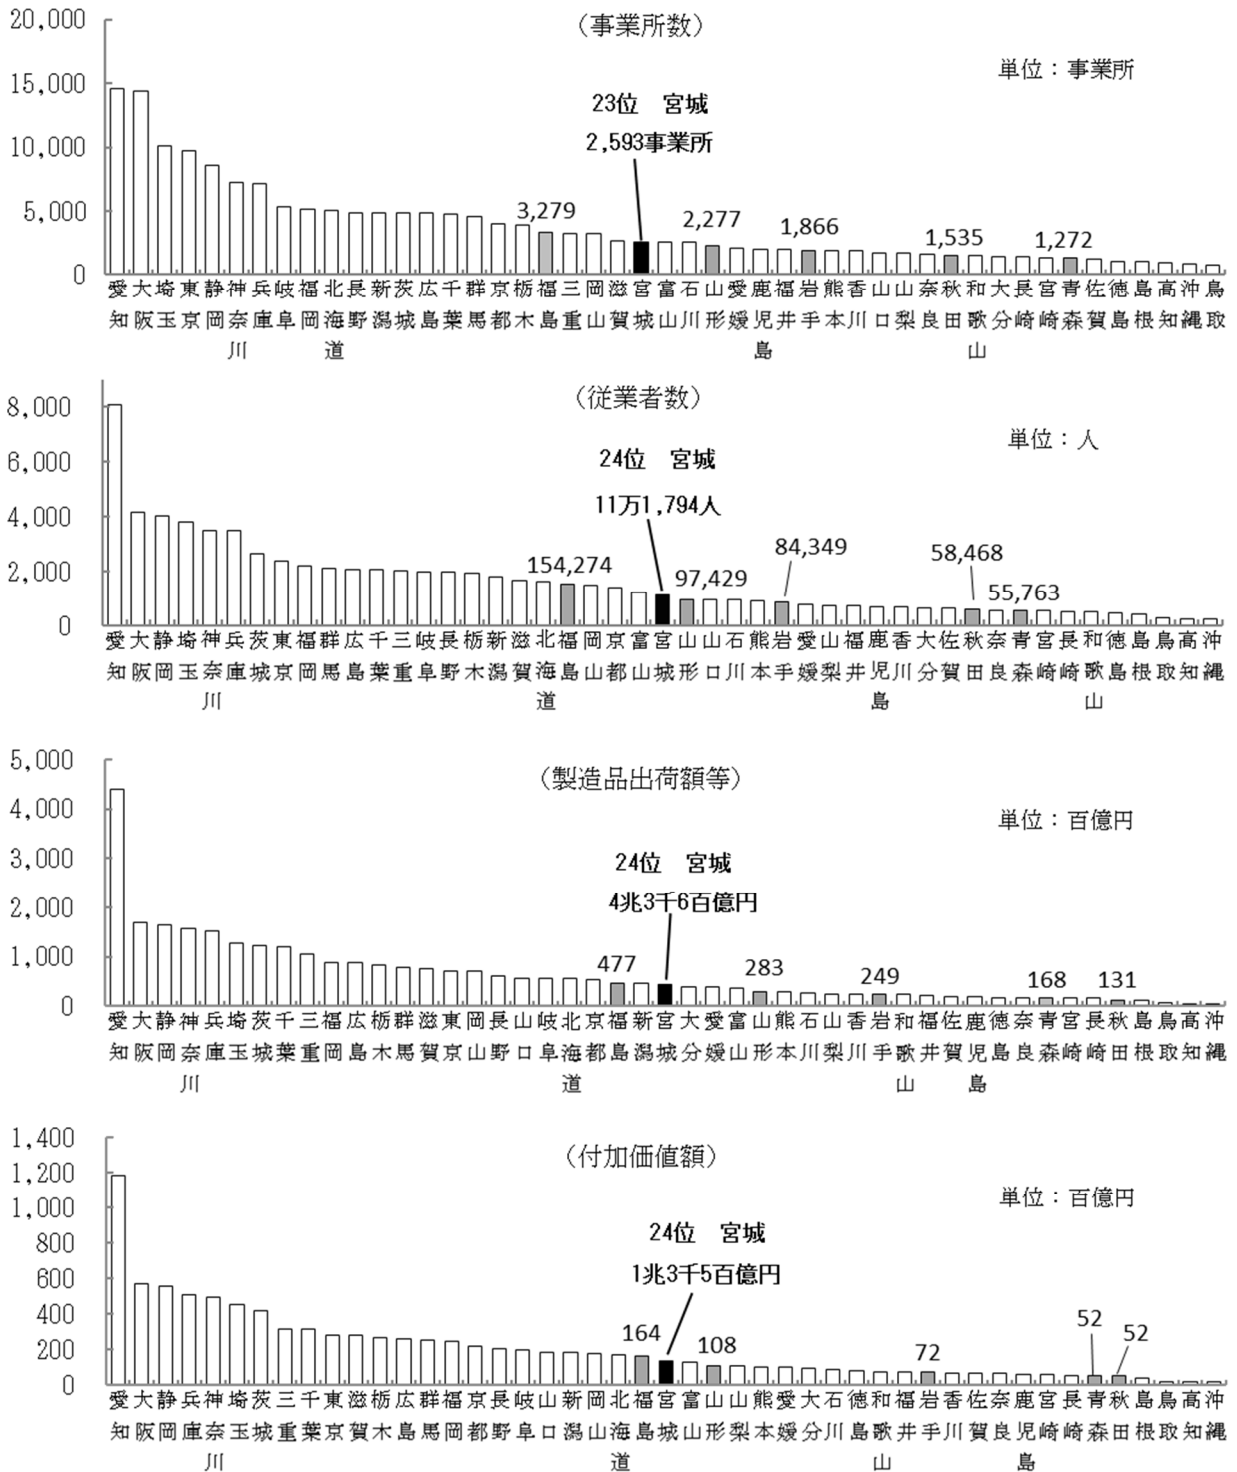 (事業所数)
単位：事業所
20,000
15,000
10,000
5,000
0
23位 宮城
2,593事業所
3,279
2,277
1,866
1,535
1,272
愛知 大阪 埼玉 東京 静岡 神奈川 兵庫 岐阜 福岡 北海道 長野 新潟 茨城 広島 千葉 群馬 京都 栃木 福島 三重 岡山 滋賀 宮城 富山 石川 山形 愛媛 鹿児島 福井 岩手 熊本 香川 山口 山梨 奈良 秋田 和歌山 大分 長崎 宮崎 青森 佐賀 徳島 島根 高知 沖縄 鳥取
(従業者数)
単位：人
8,000
6,000
4,000
2,000
0
24位 宮城
11万1,794人
154,274
97,429
84,349
58,468
55,763
愛知 大阪 静岡 埼玉 神奈川 兵庫 茨城 東京 福岡 群馬 広島 千葉 三重 岐阜 長野 栃木 新潟 滋賀 北海道 福島 岡山 京都 富山 宮城 山形 山口 石川 熊本 岩手 愛媛 山梨 福井 鹿児島 香川 大分 佐賀 秋田 奈良 青森 宮崎 長崎 和歌山 徳島 島根 鳥取 高知 沖縄
(製造品出荷額等)
単位：百億円
5,000
4,000
3,000
2,000
1,000
0
24位 宮城
4兆3千6百億円
477
283
249
168
131
愛知 大阪 静岡 神奈川 兵庫 埼玉 茨城 千葉 三重 福岡 広島 栃木 群馬 滋賀 東京 岡山 長野 山口 岐阜 北海道 京都 福島 新潟 宮城 大分 愛媛 富山 山形 熊本 石川 山梨 香川 岩手 和歌山 福井 佐賀 鹿児島 徳島 奈良 青森 宮崎 長崎 秋田 島根 鳥取 高知 沖縄
(付加価値額)
単位：百億円
1,400
1,200
1,000
800
600
400
200
0
24位 宮城
1兆3千5百億円
164
108
72
52
52
愛知 大阪 静岡 兵庫 神奈川 埼玉 茨城 三重 千葉 東京 滋賀 栃木 広島 群馬 福岡 京都 長野 岐阜 山口 新潟 岡山 北海道 福島 宮城 富山 山形 山梨 熊本 愛媛 大分 石川 徳島 和歌山 福井 岩手 香川 佐賀 奈良 鹿児島 宮崎 長崎 青森 秋田 島根 鳥取 高知 沖縄